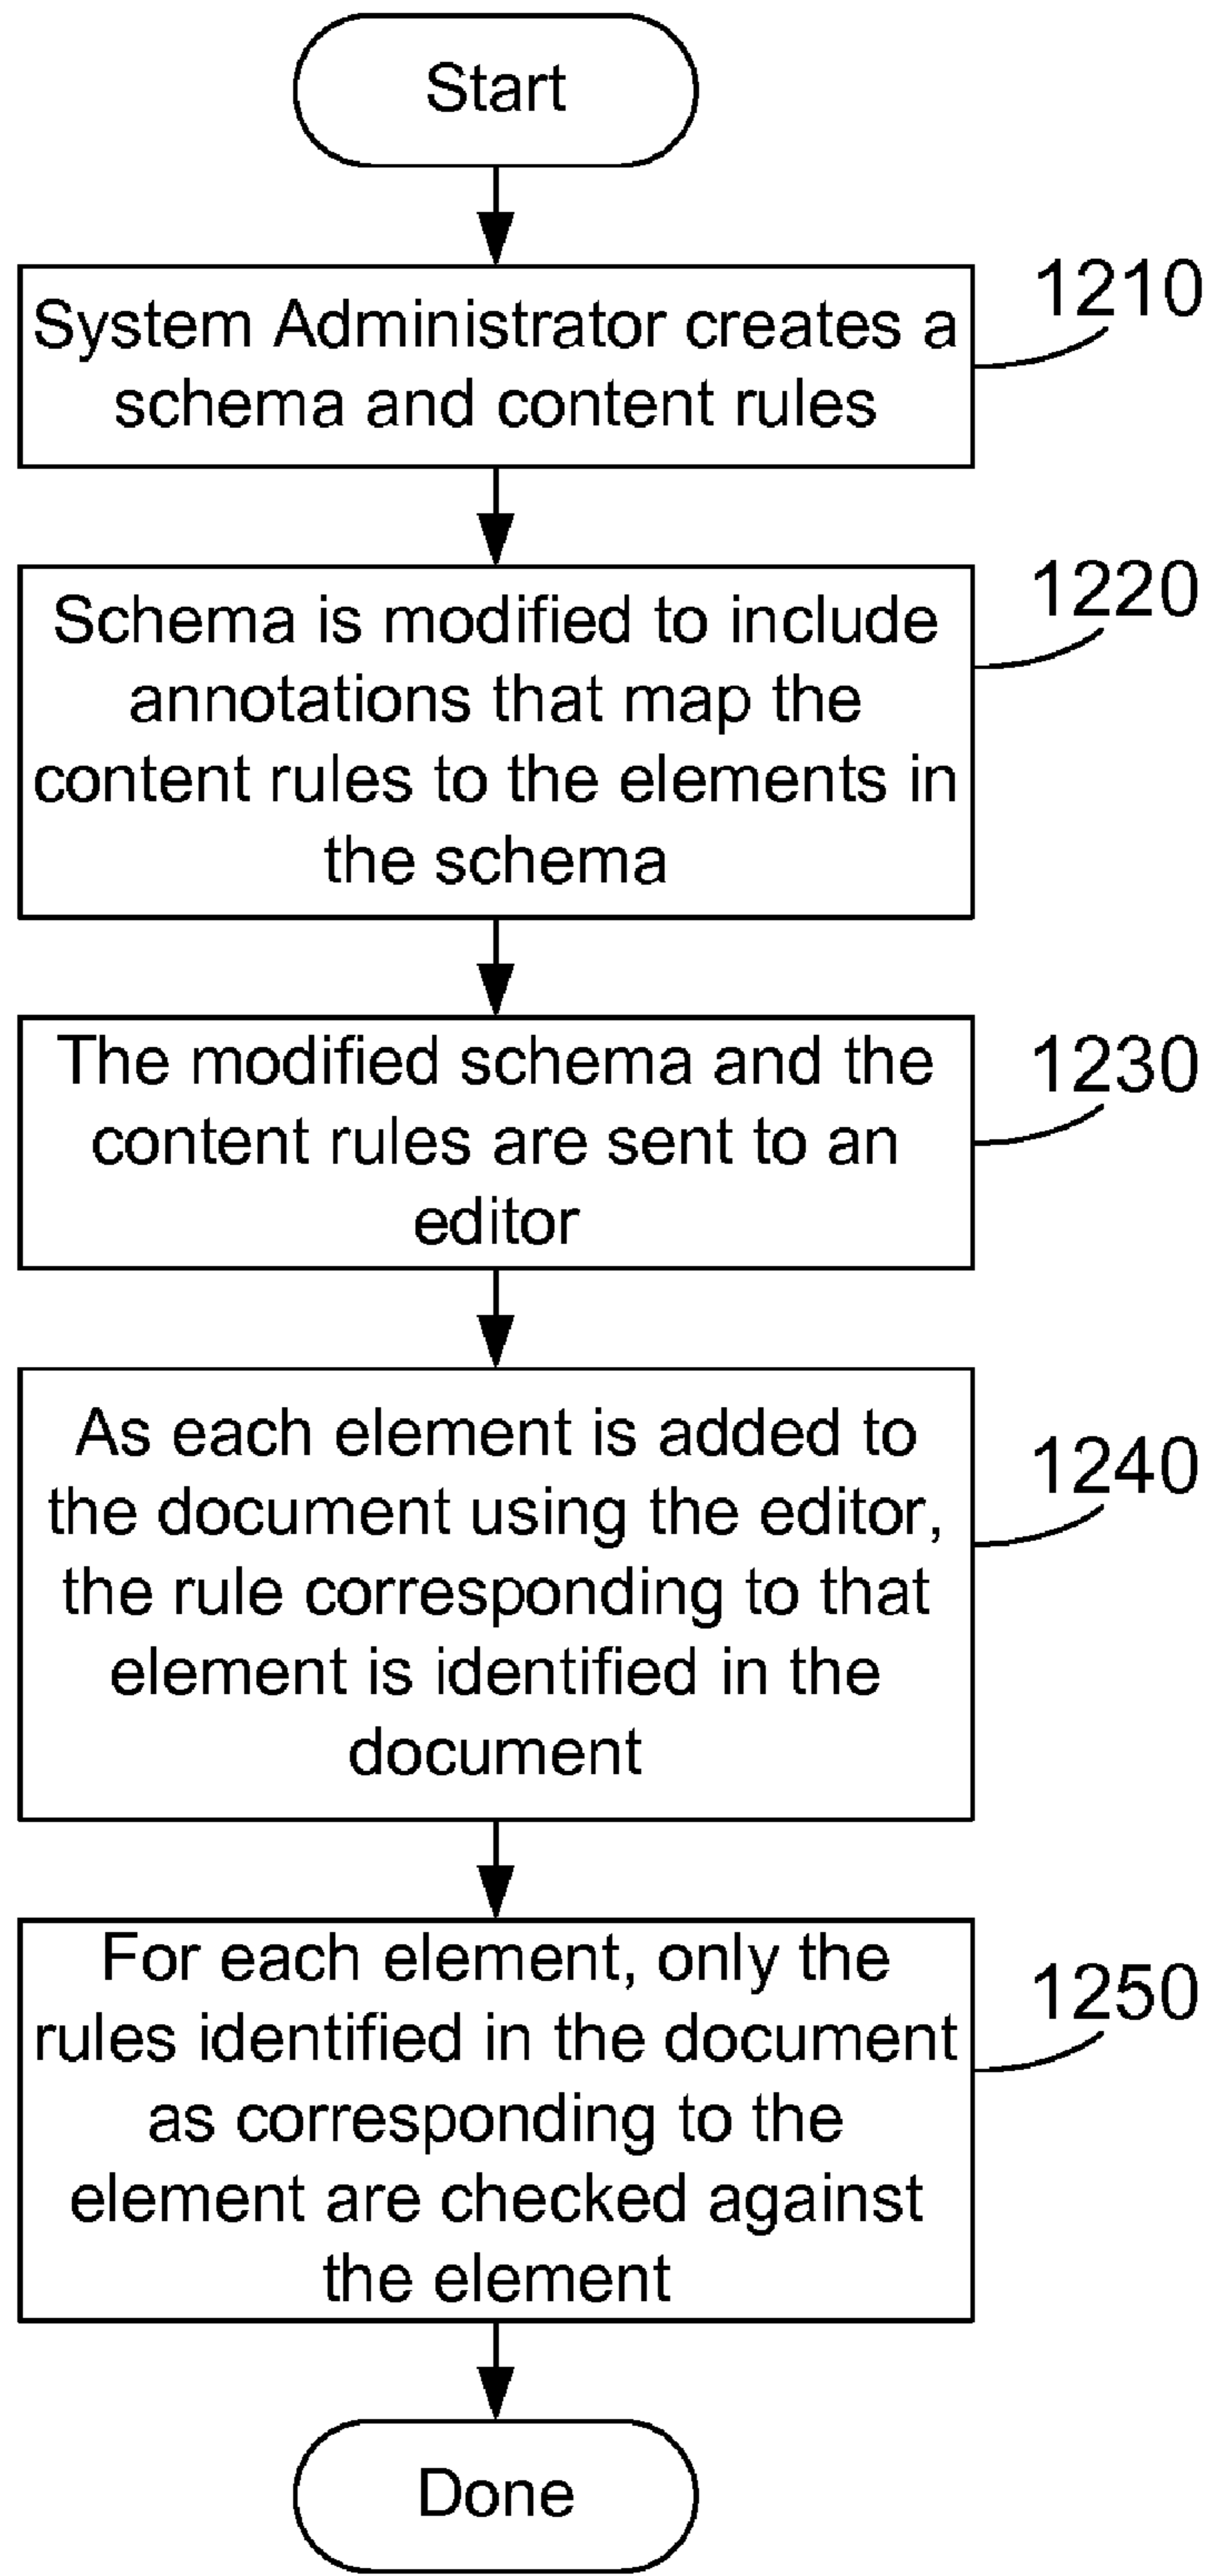 Start
System Administrator creates a
schema and content rules
1210
Schema is modified to include
annotations that map the
content rules to the elements in
the schema
1220
The modified schema and the
content rules are sent to an
editor
1230
As each element is added to
the document using the editor,
the rule corresponding to that
element is identified in the
document
1240
For each element, only the
rules identified in the document
as corresponding to the
element are checked against
the element
1250
Done